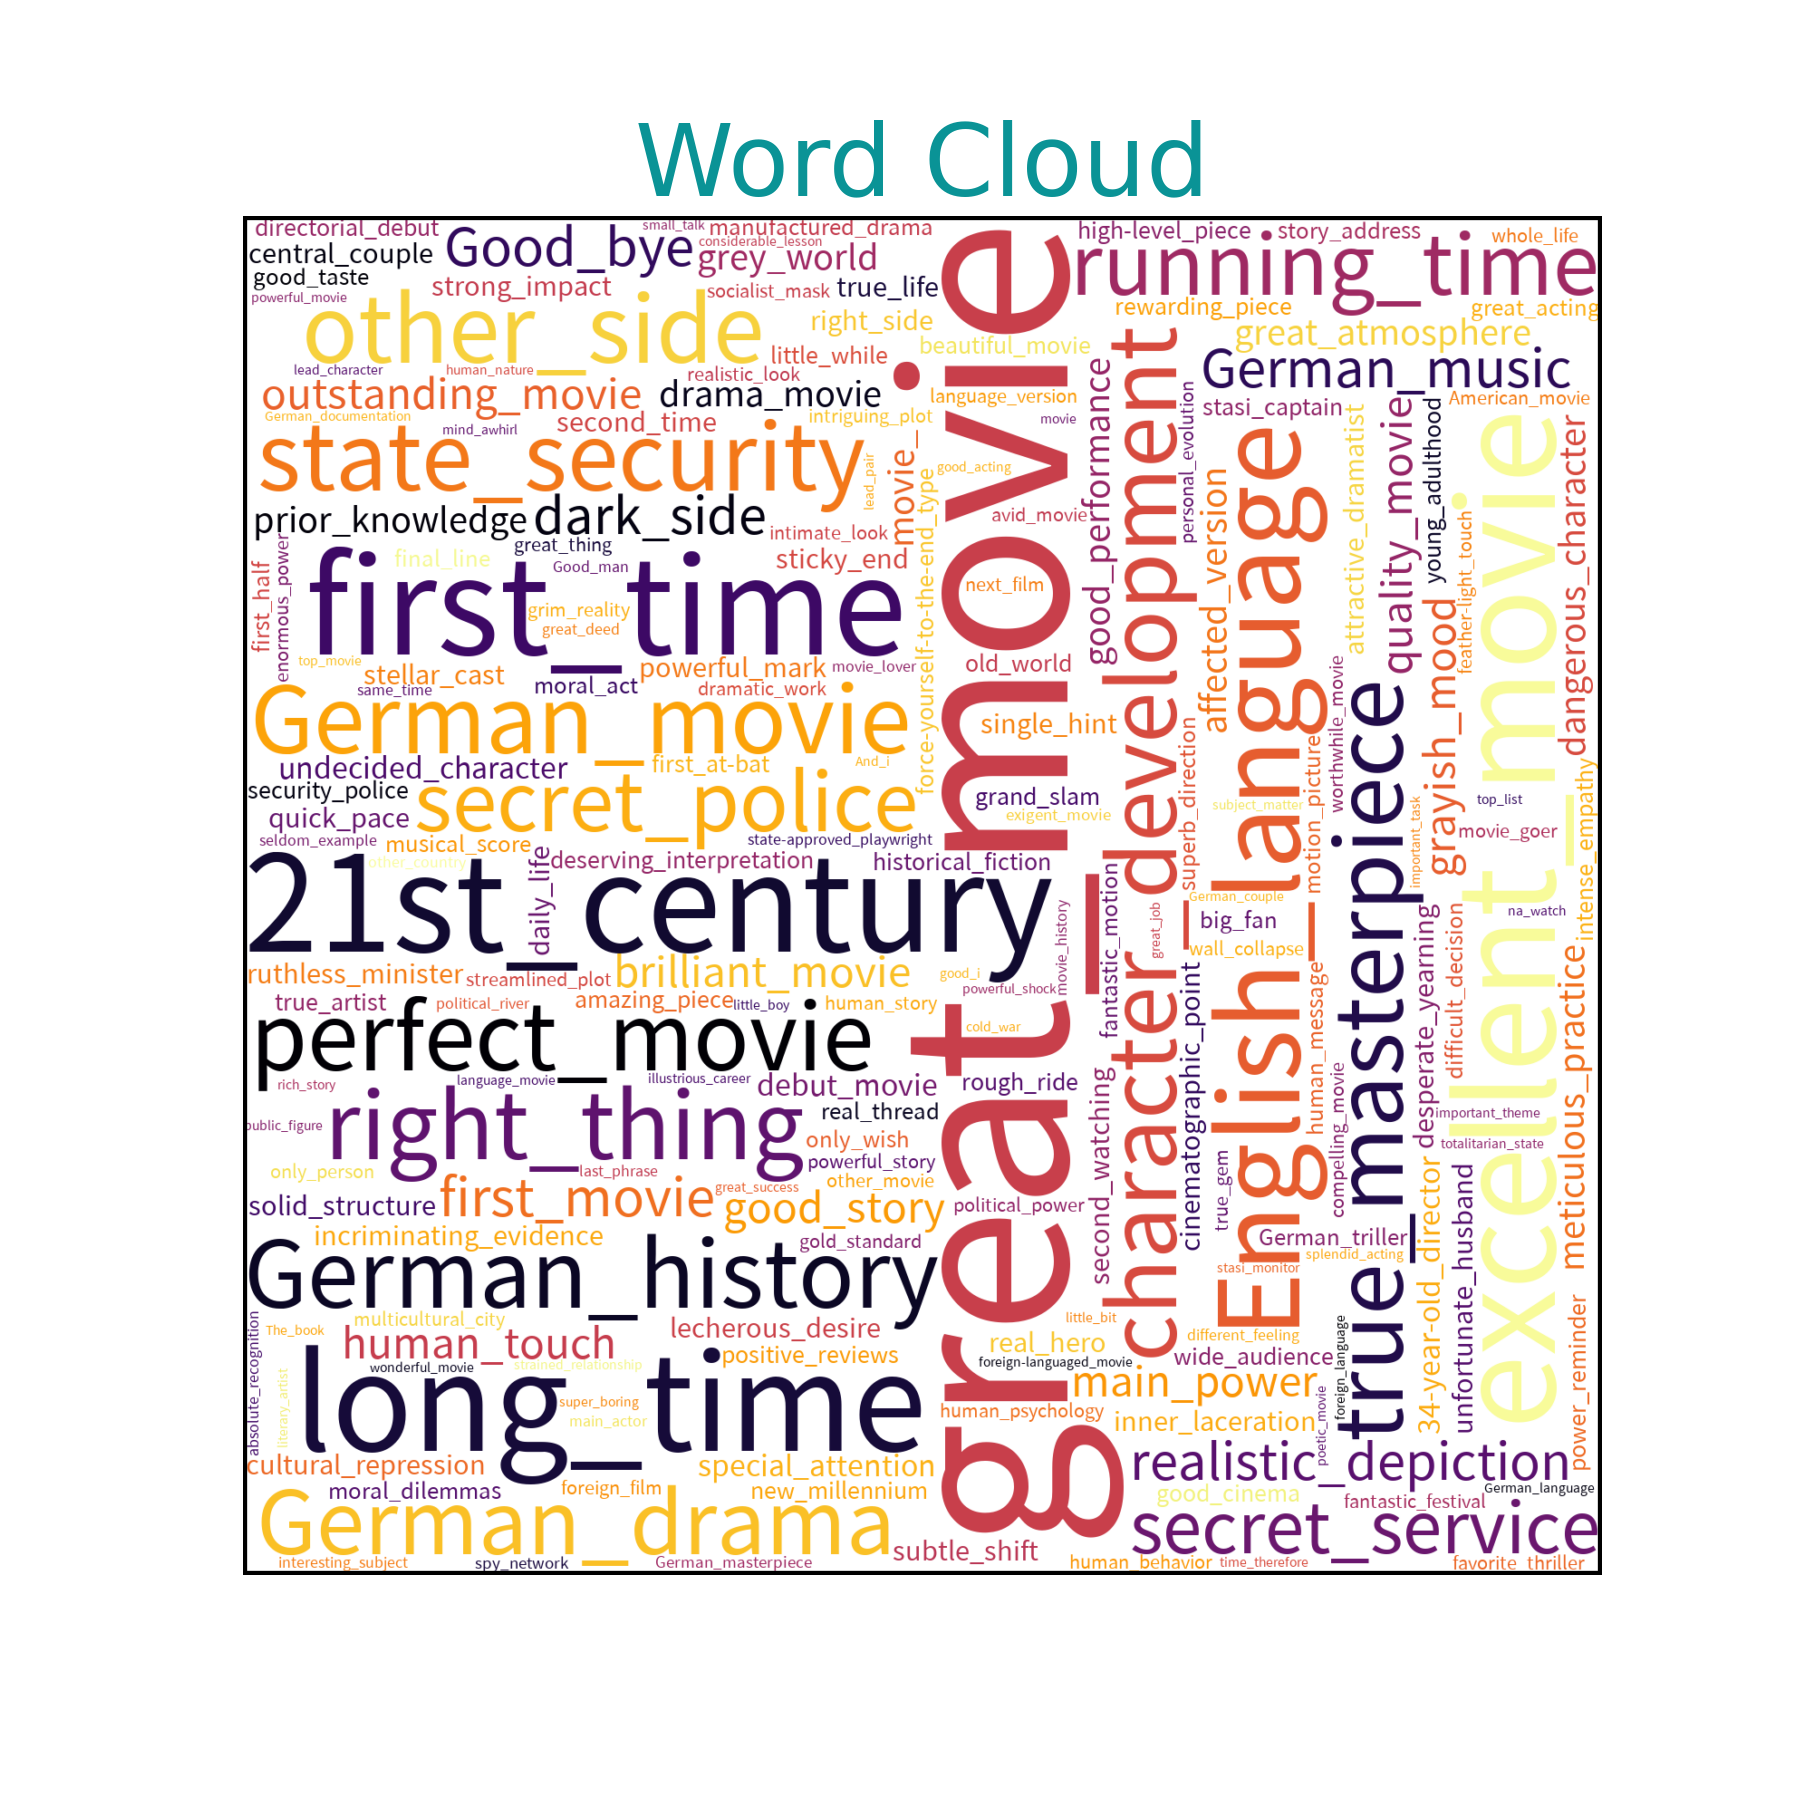 Word Cloud
directorial_debut
small_talk
manufactured_drama
high-level_piece
story_address
whole_life
central_couple
Good_bye
considerable_lesson
grey_world
running_time
good_taste
strong_impact
socialist_mask
true_life
powerful_movie
rewarding_piece
great_acting
other_side
right_side
great_atmosphere
little_while
beautiful_movie
lead_character
human_nature
realistic_look
German_music
outstanding_movie
drama_movie
language_version
American_movie
German_documentation
mind_awhirl
second_time
intriguing_plot
movie
stasi_captain
state_security
lead_pair
movie_.
good_acting
prior_knowledge
dark_side
intimate_look
avid_movie
final_line
great_thing
sticky_end
Good_man
first_half
enormous_power
first_time
grim_reality
great_deed
next_film
force-yourself-to-the-end_type
top_movie
stellar_cast
powerful_mark
movie_lover
old_world
same_time
moral_act
dramatic_work
German__movie
single_hint
undecided_character
first_at-bat
And_i
security_police
secret_police
grand_slam
quick_pace
exigent_movie
seldom_example
musical_score
state-approved_playwright
other_country
deserving_interpretation
historical_fiction
21st_century
daily_life
ruthless_minister
streamlined_plot
brilliant_movie
good_i
powerful_shock
movie_history
true_artist
political_river
amazing_piece
little_boy
human_story
perfect_movie
cold_war
rich_story
language_movie
illustrious_career
debut_movie
rough_ride
public_figure
right_thing
real_thread
only_wish
powerful_story
only_person
last_phrase
other_movie
solid_structure
first_movie
great_success
good_story
political_power
incriminating_evidence
gold_standard
German_history
multicultural_city
The_book
human_touch
lecherous_desire
little_bit
real_hero
absolute_recognition
wonderful_movie
strained_relationship
positive_reviews
foreign-languaged_movie
literary_artist
long_time
super_boring
main_actor
human_psychology
cultural_repression
special_attention
moral_dilemmas
foreign_film
new_millennium
German_drama
subtle_shift
interesting_subject
spy_network
German_masterpiece
great_movie
good_performance
character_development
personal_evolution
affected_version
English_language
attractive_dramatist
quality_movie
young_adulthood
feather-light_touch
excellent_movie
dangerous_character
superb_direction
subject_matter
motion_picture
worthwhile_movie
true_masterpiece
grayish_mood
important_task
top_list
movie_goer
intense_empathy
fantastic_motion
great_job
German_couple
big_fan
wall_collapse
desperate_yearning
difficult_decision
na_watch
meticulous_practice
second_watching
cinematographic_point
human_message
compelling_movie
important_theme
totalitarian_state
true_gem
German_triller
splendid_acting
stasi_monitor
34-year-old_director
unfortunate_husband
different_feeling
foreign_language
wide_audience
power_reminder
main_power
inner_laceration
poetic_movie
realistic_depiction
good_cinema
fantastic_festival
German_language
secret_service
human_behavior
time_therefore
favorite_thriller